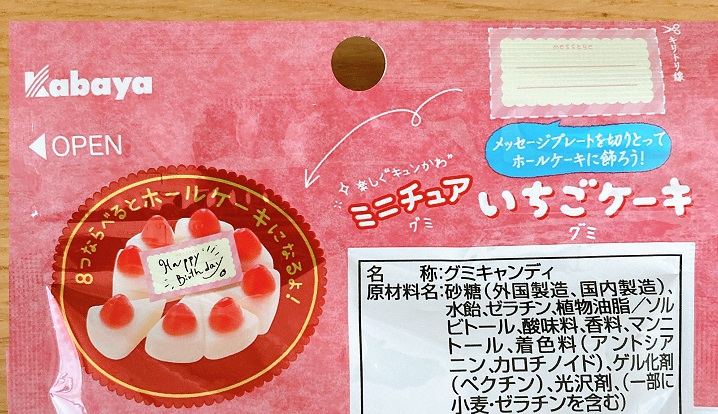 Kabaya
OPEN
message
キリトリ線
メッセージプレートを切りとって
ホールケーキに飾ろう!
楽しく"キュンかわ"
ミニチュア いちごケーキ
グミ グミ
8つならべるとホールケーキになるよ!
Happy
Birthday
名 称:グミキャンディ
原材料名:砂糖(外国製造、国内製造)、
水飴、ゼラチン、植物油脂/ソル
ビトール、酸味料、香料、マンニ
トール、着色料(アントシア
ニン、カロチノイド)、ゲル化剤
(ペクチン)、光沢剤、(一部に
小麦・ゼラチンを含む)